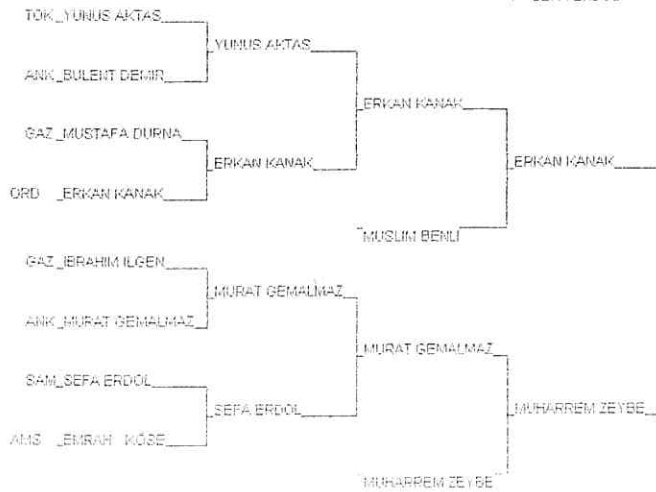 TOK_YUNUS AKTAS
YUNUS AKTAS
ANK_BULENT DEMIR
ERKAN KANAK
GAZ_MUSTAFA DURNA
ERKAN KANAK
ERKAN KANAK
ORD _ERKAN KANAK
MUSLIM BENLI
GAZ_IBRAHIM ILGEN
MURAT GEMALMAZ
ANK_MURAT GEMALMAZ
MURAT GEMALMAZ
SAM_SEFA ERDOL
SEFA ERDOL
MUHARREM ZEYBE
AMS _EMRAH KÖSE
MUHARREM ZEYBE